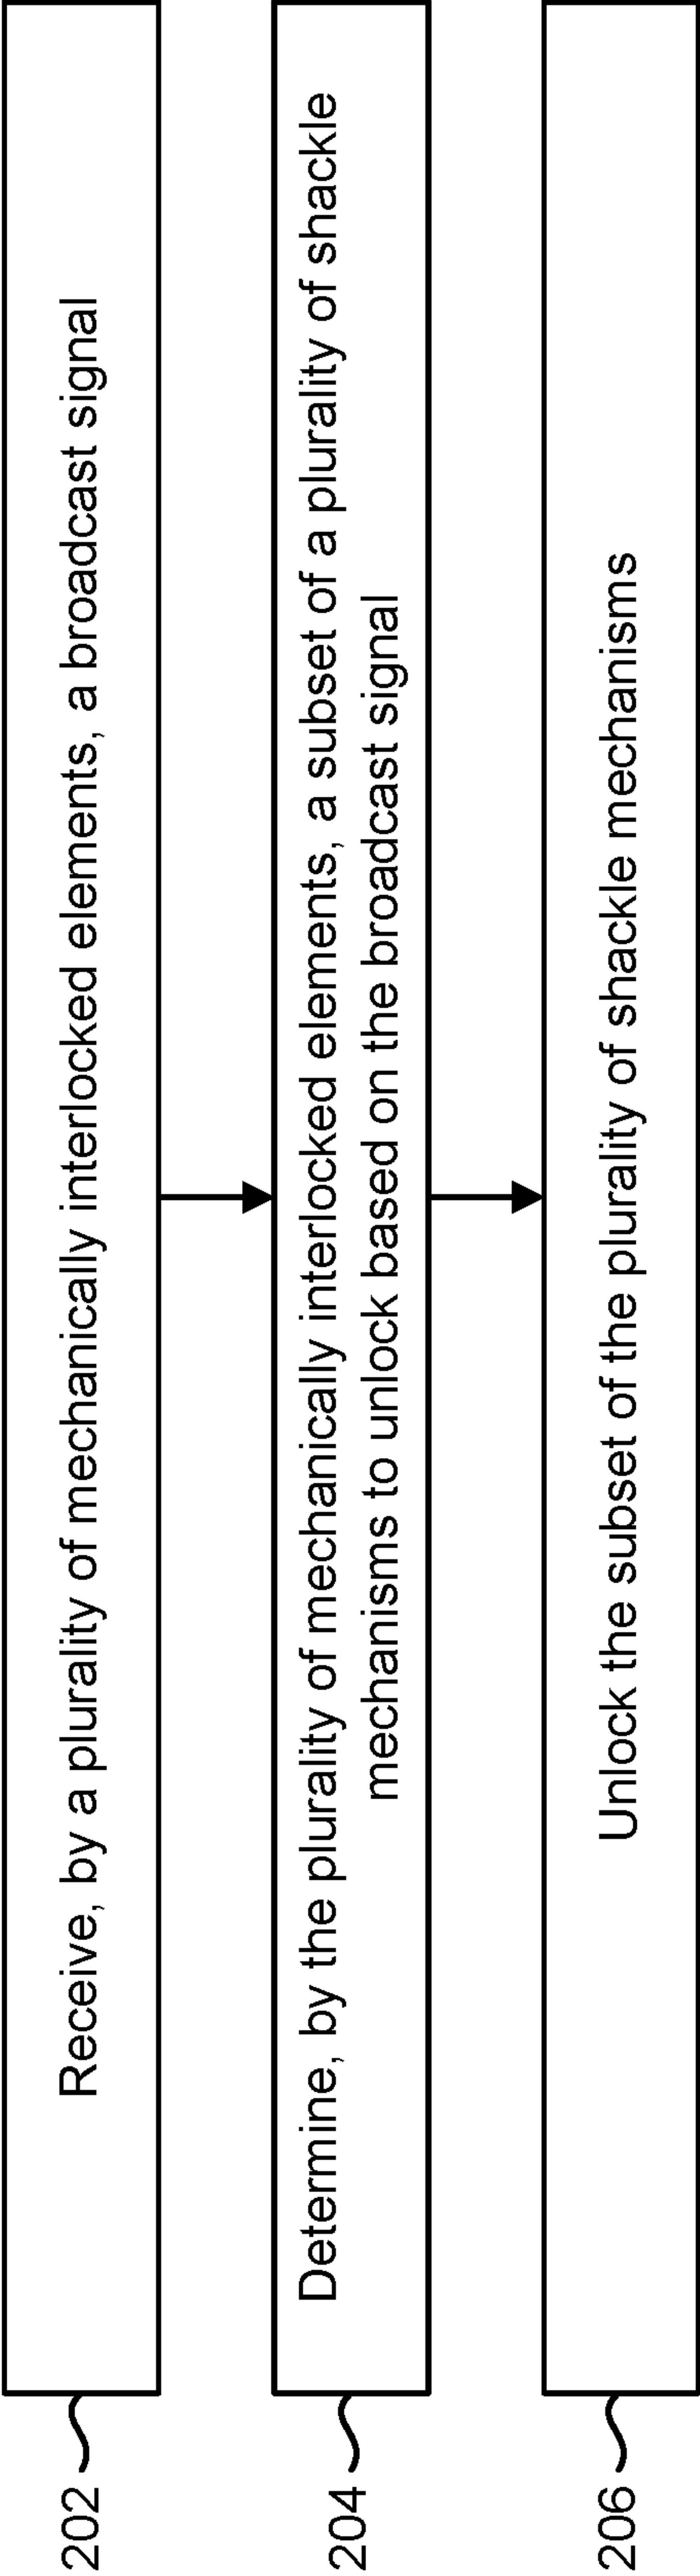 202
Receive, by a plurality of mechanically interlocked elements, a broadcast signal
204
Determine, by the plurality of mechanically interlocked elements, a subset of a plurality of shackle
mechanisms to unlock based on the broadcast signal
206
Unlock the subset of the plurality of shackle mechanisms